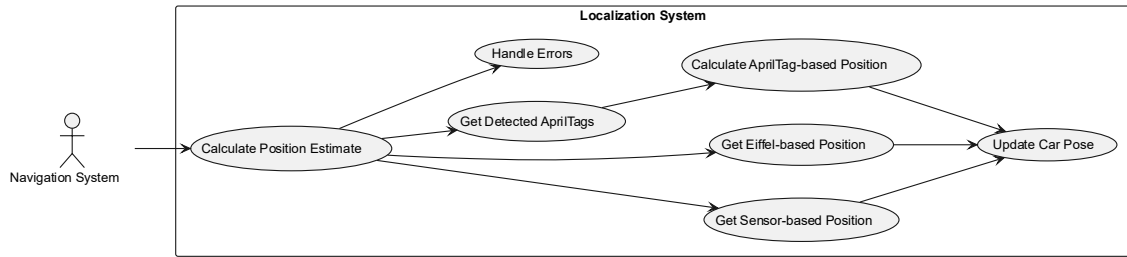 Localization System
Handle Errors
Calculate AprilTag-based Position
Get Detected AprilTags
Calculate Position Estimate
Get Eiffel-based Position
Update Car Pose
Navigation System
Get Sensor-based Position